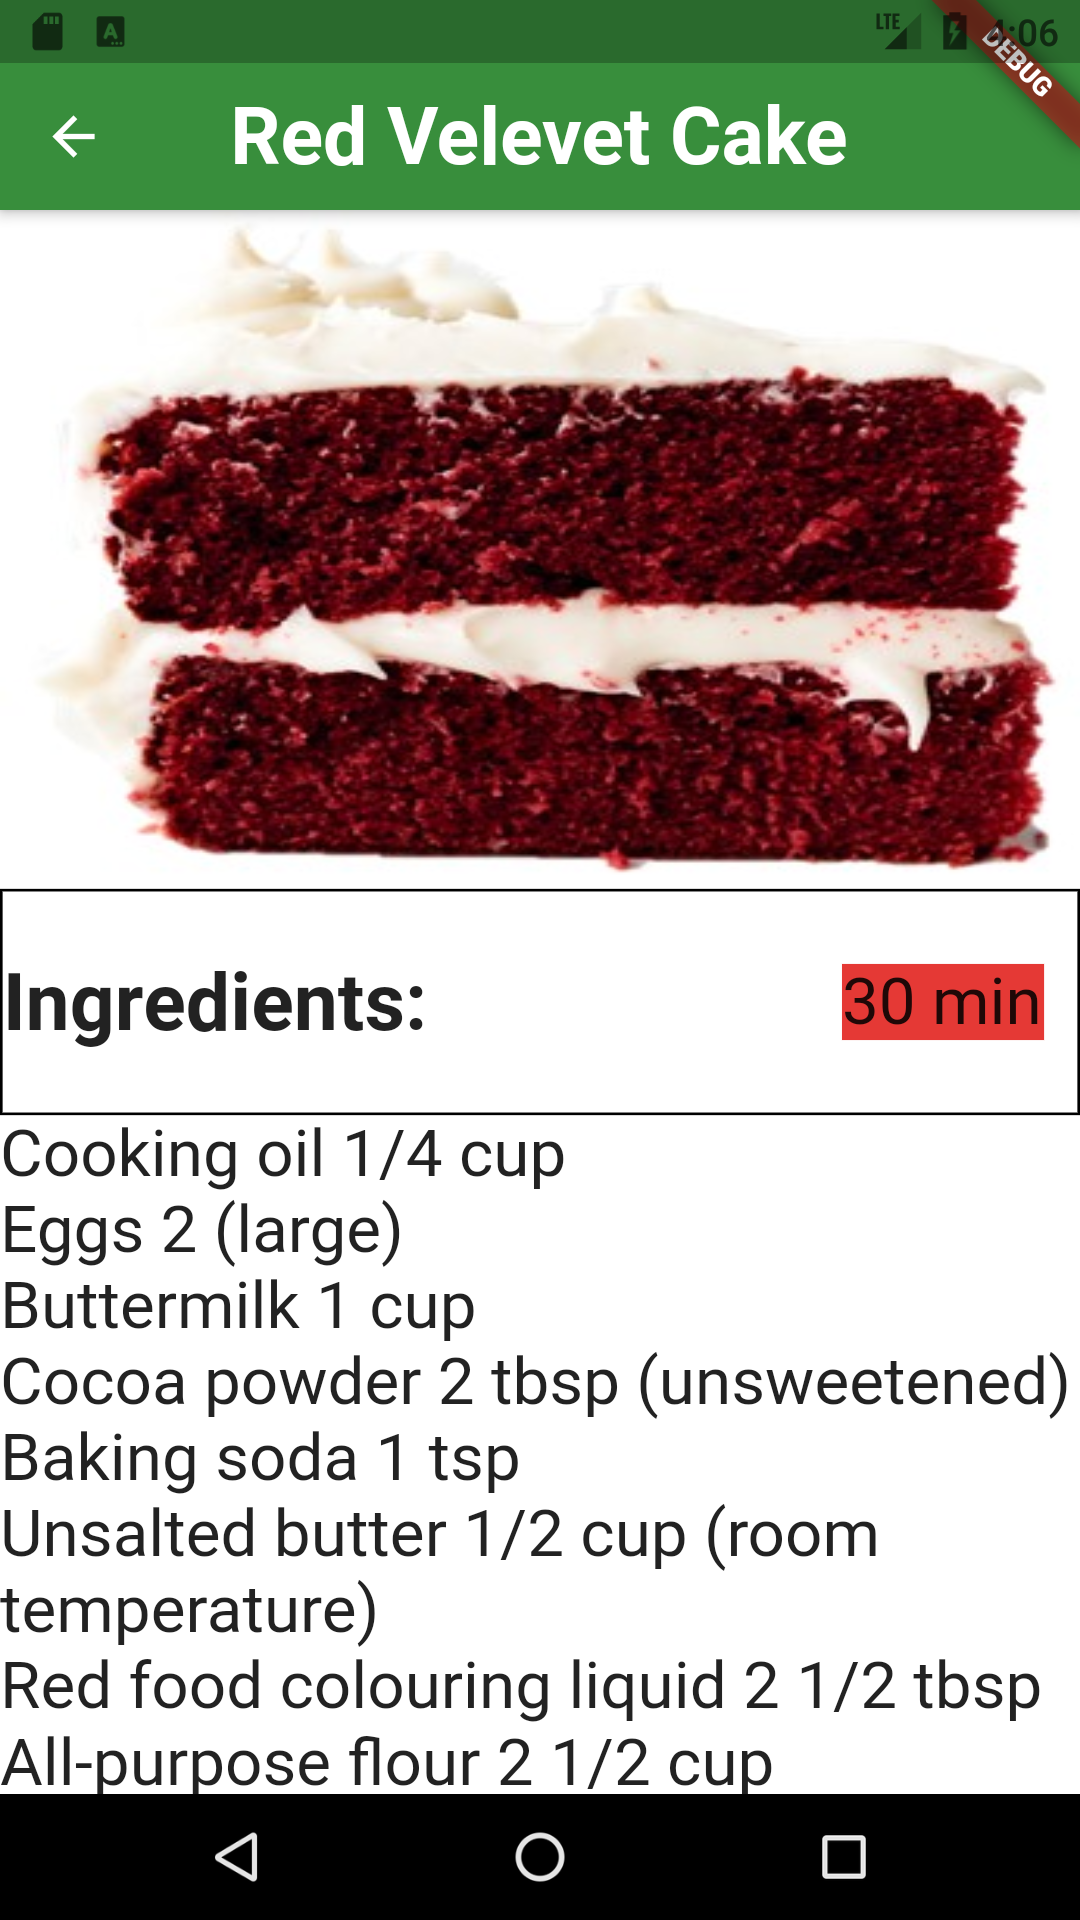 LTE 4:06
DEBUG
Red Velevet Cake
Ingredients:
30 min
Cooking oil 1/4 cup
Eggs 2 (large)
Buttermilk 1 cup
Cocoa powder 2 tbsp (unsweetened)
Baking soda 1 tsp
Unsalted butter 1/2 cup (room
temperature)
Red food colouring liquid 2 1/2 tbsp
All-purpose flour 2 1/2 cup